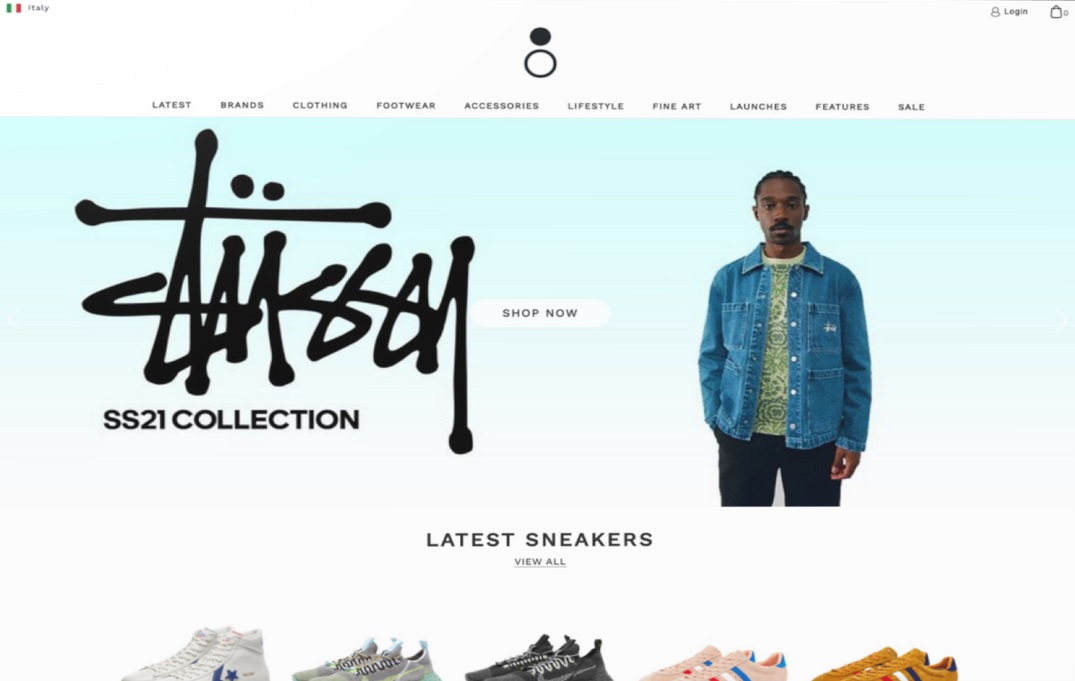 Italy
Login
0
LATEST BRANDS CLOTHING FOOTWEAR ACCESSORIES LIFESTYLE FINE ART LAUNCHES FEATURES SALE
Stüssy
SHOP NOW
SS21 COLLECTION
LATEST SNEAKERS
VIEW ALL